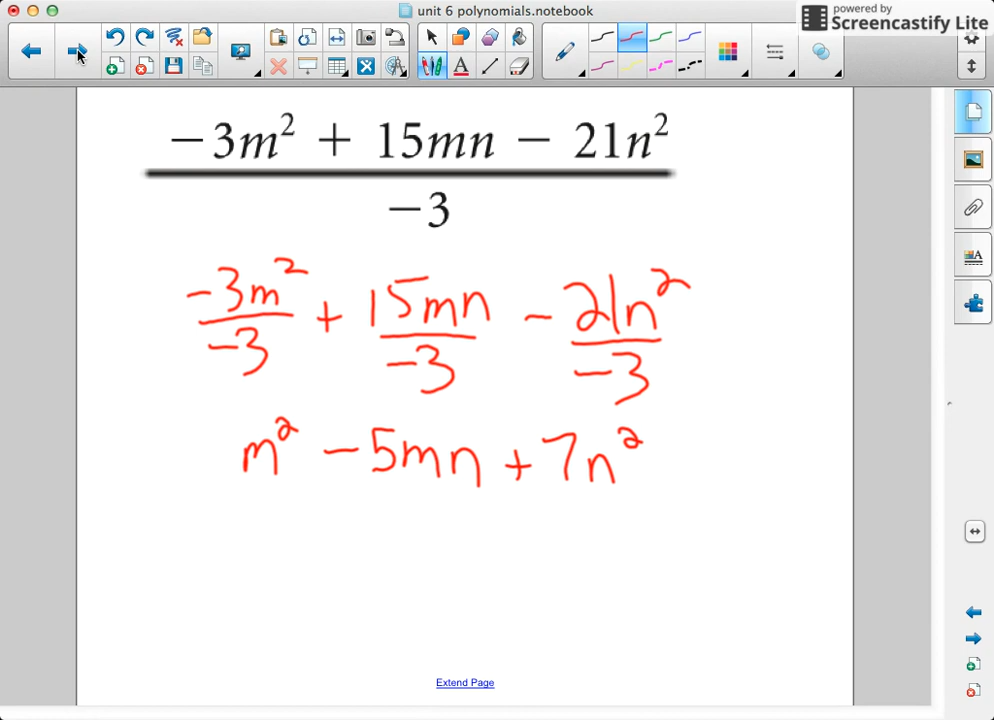 unit 6 polynomials.notebook
powered by
Screencastify Lite
−3m² + 15mn − 21n²
−3
-3m² + 15mn - 21n²
-3 -3 -3
m² - 5mn + 7n²
Extend Page